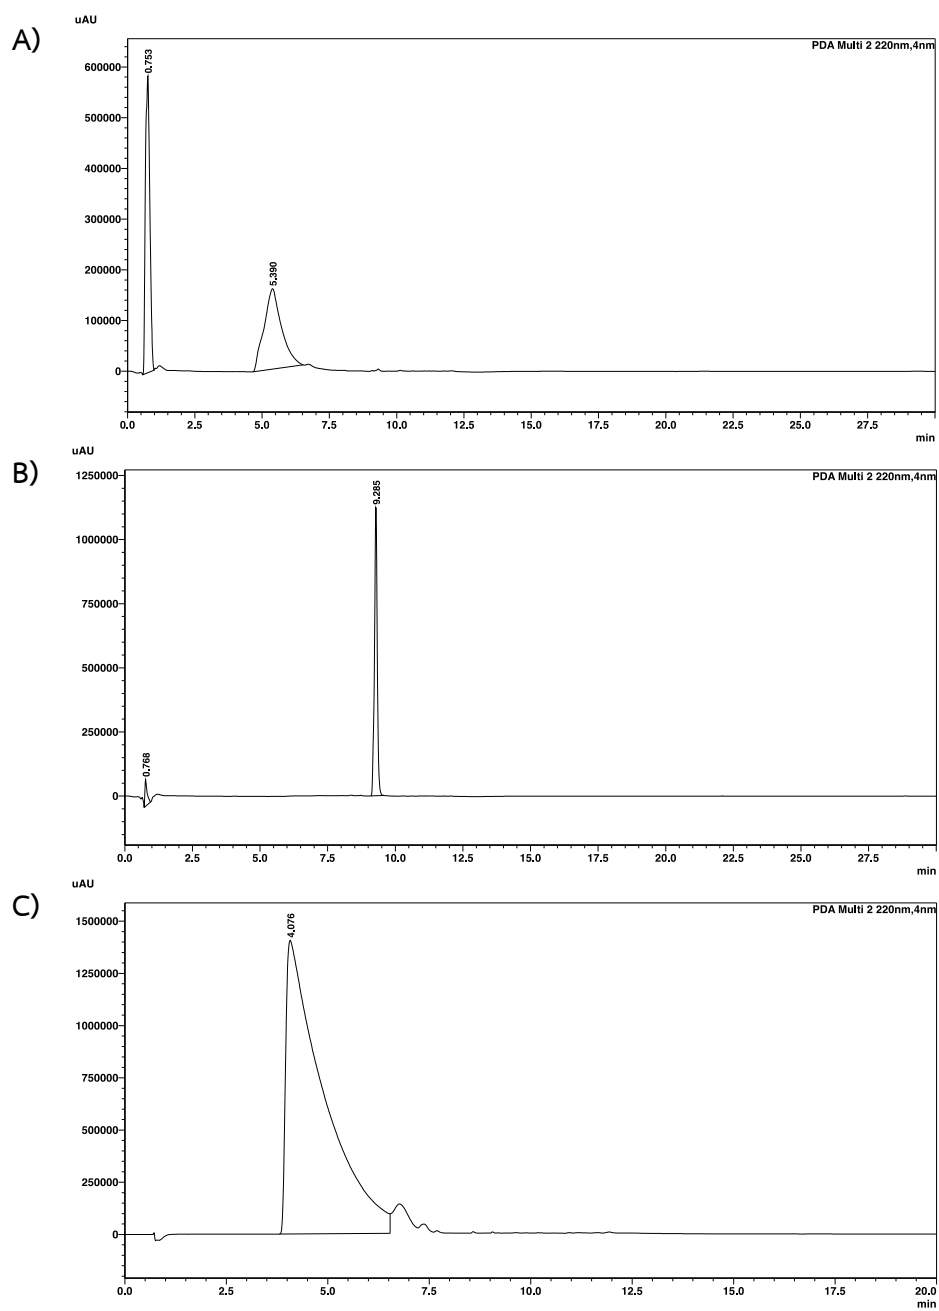 A)
uAU
PDA Multi 2 220nm,4nm
600000
500000
400000
300000
200000
100000
0
0.753
5.390
0.0 2.5 5.0 7.5 10.0 12.5 15.0 17.5 20.0 22.5 25.0 27.5
min
B)
uAU
PDA Multi 2 220nm,4nm
1250000
1000000
750000
500000
250000
0
0.768
9.285
0.0 2.5 5.0 7.5 10.0 12.5 15.0 17.5 20.0 22.5 25.0 27.5
min
C)
uAU
PDA Multi 2 220nm,4nm
1500000
1250000
1000000
750000
500000
250000
0
4.076
0.0 2.5 5.0 7.5 10.0 12.5 15.0 17.5 20.0
min